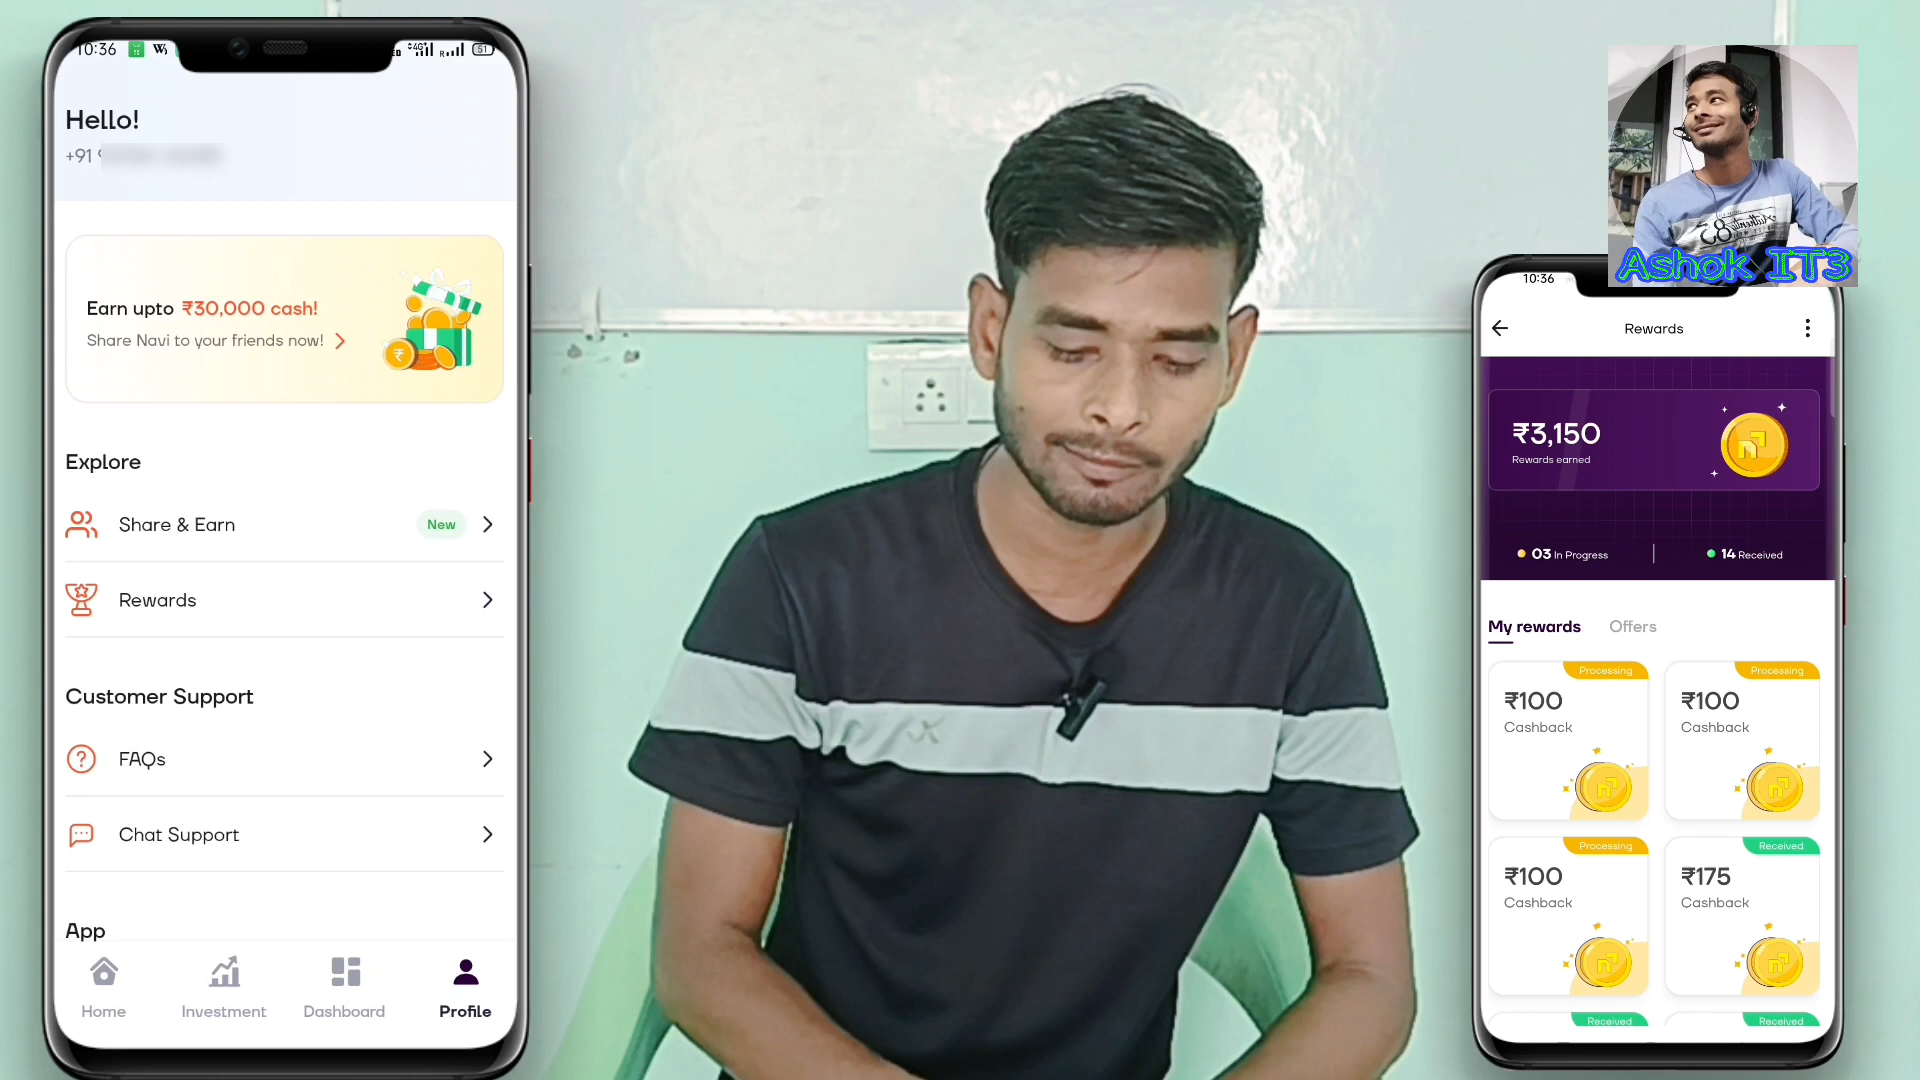 10:36
4G
R
51
Hello!
+91
Earn upto ₹30,000 cash!
Share Navi to your friends now!
Explore
Share & Earn
New
Rewards
Customer Support
FAQs
Chat Support
App
Home
Investment
Dashboard
Profile
83
Ashok IT3
10:36
Rewards
₹3,150
Rewards earned
03 In Progress
14 Received
My rewards
Offers
Processing
Processing
₹100
₹100
Cashback
Cashback
Processing
Received
₹100
₹175
Cashback
Cashback
Received
Received